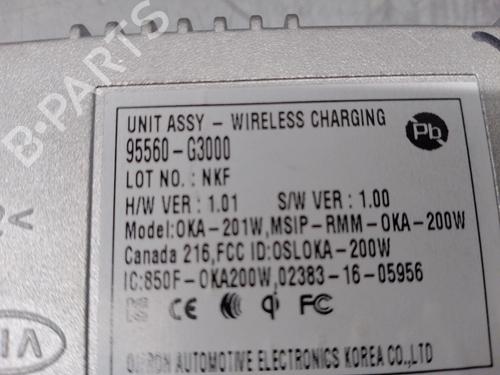 B-PARTS
UNIT ASSY - WIRELESS CHARGING
95560-G3000
Pb
LOT NO.: NKF
H/W VER : 1.01 S/W VER : 1.00
Model:OKA-201W,MSIP-RMM-OKA-200W
Canada 216,FCC ID:OSLOKA-200W
IC:850F-OKA200W,02383-16-05956
CE qi FC
AUTOMOTIVE ELECTRONICS KOREA CO.,LTD